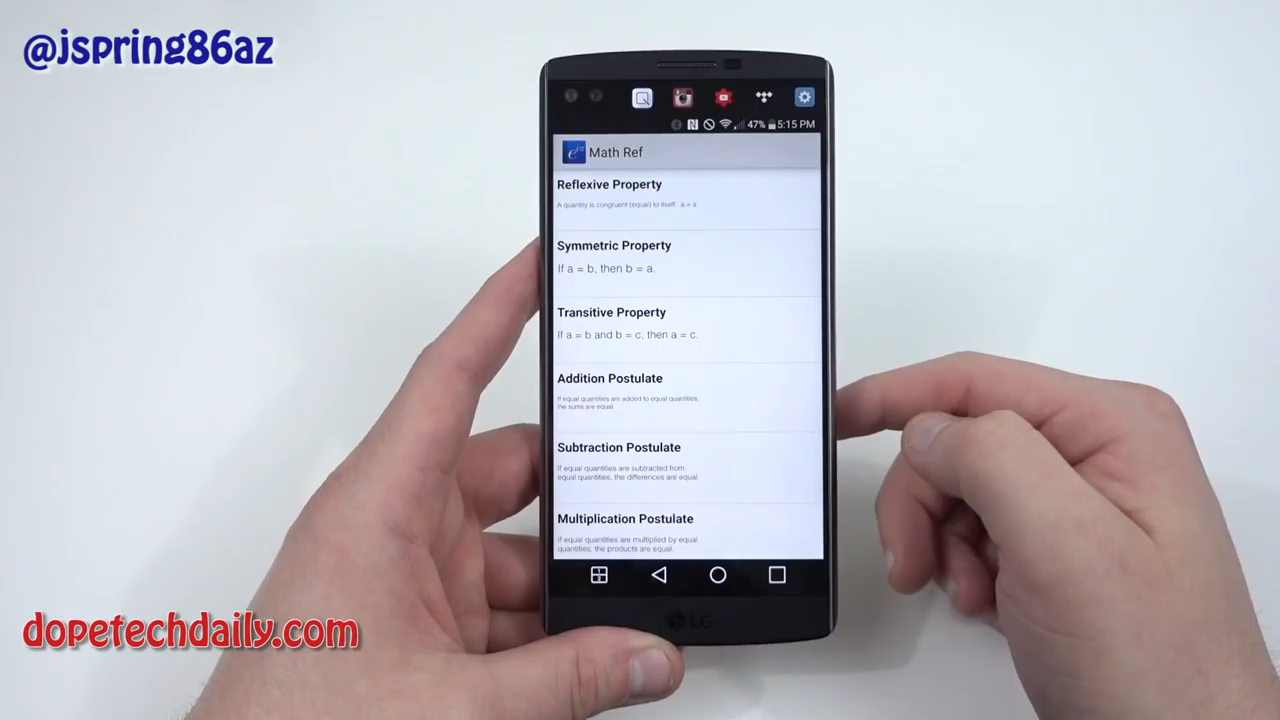 @jspring86az
47% 5:15 PM
Math Ref
Reflexive Property
A quantity is congruent (equal) to itself. a = a
Symmetric Property
If a = b, then b = a.
Transitive Property
If a = b and b = c, then a = c.
Addition Postulate
If equal quantities are added to equal quantities,
the sums are equal.
Subtraction Postulate
If equal quantities are subtracted from
equal quantities, the differences are equal.
Multiplication Postulate
If equal quantities are multiplied by equal
quantities, the products are equal.
LG
dopetechdaily.com